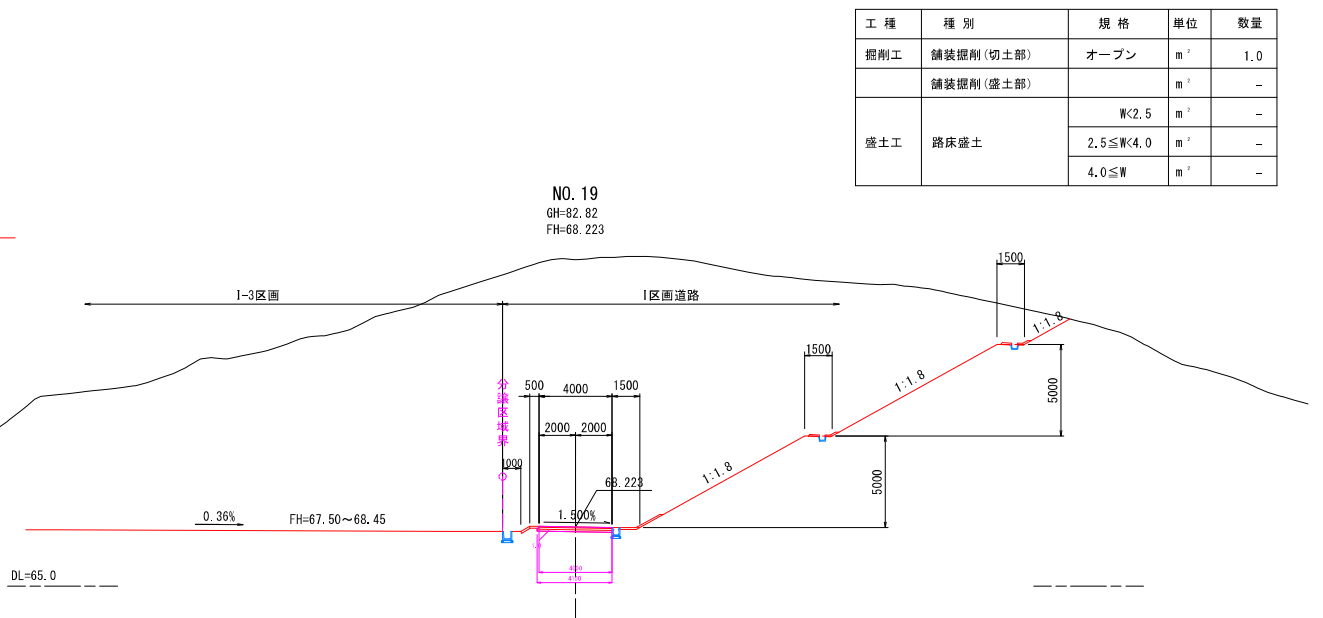 工 種 種 別 規 格 単位 数量
掘削工 舗装掘削(切土部) オープン m² 1.0
舗装掘削(盛土部) m² -
W<2.5 m² -
盛土工 路床盛土 2.5≦W<4.0 m² -
4.0≦W m² -
NO.19
GH=82.82
FH=68.223
I-3区画
I区画道路
1500
1:1.8
5000
1500
1:1.8
5000
1:1.8
分譲区域界
500
4000
1500
2000
2000
1000
68.223
1.500%
0.36%
FH=67.50~68.45
4000
4100
DL=65.0